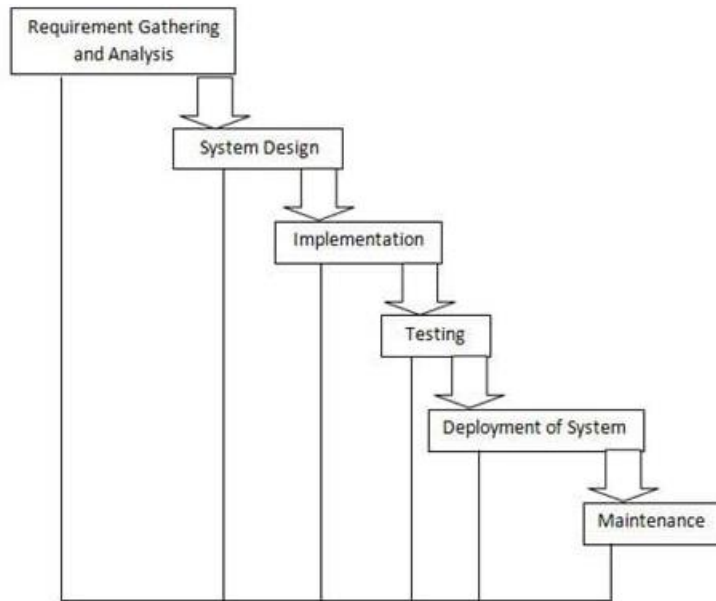 Requirement Gathering
and Analysis
System Design
Implementation
Testing
Deployment of System
Maintenance